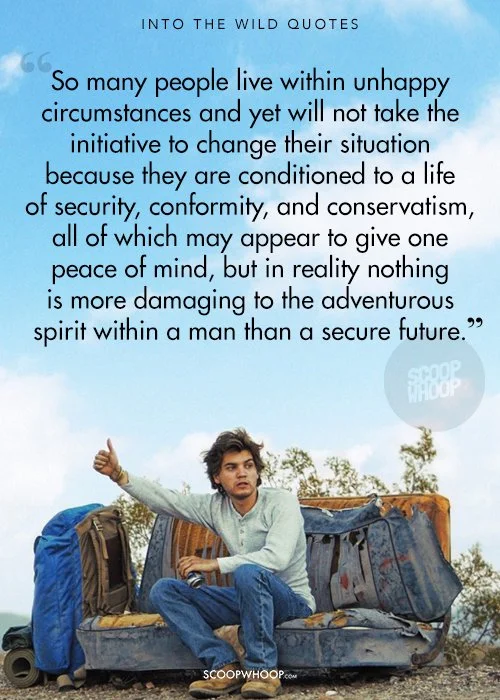 INTO THE WILD QUOTES
“So many people live within unhappy
circumstances and yet will not take the
initiative to change their situation
because they are conditioned to a life
of security, conformity, and conservatism,
all of which may appear to give one
peace of mind, but in reality nothing
is more damaging to the adventurous
spirit within a man than a secure future.”
SCOOP
WHOOP
SCOOPWHOOP.COM